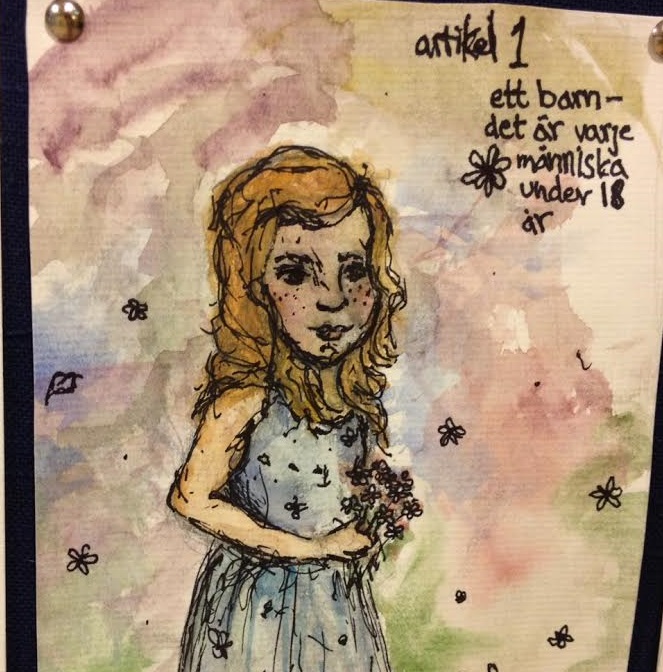 artikel 1
ett barn–
det är varje
människa
under 18
år